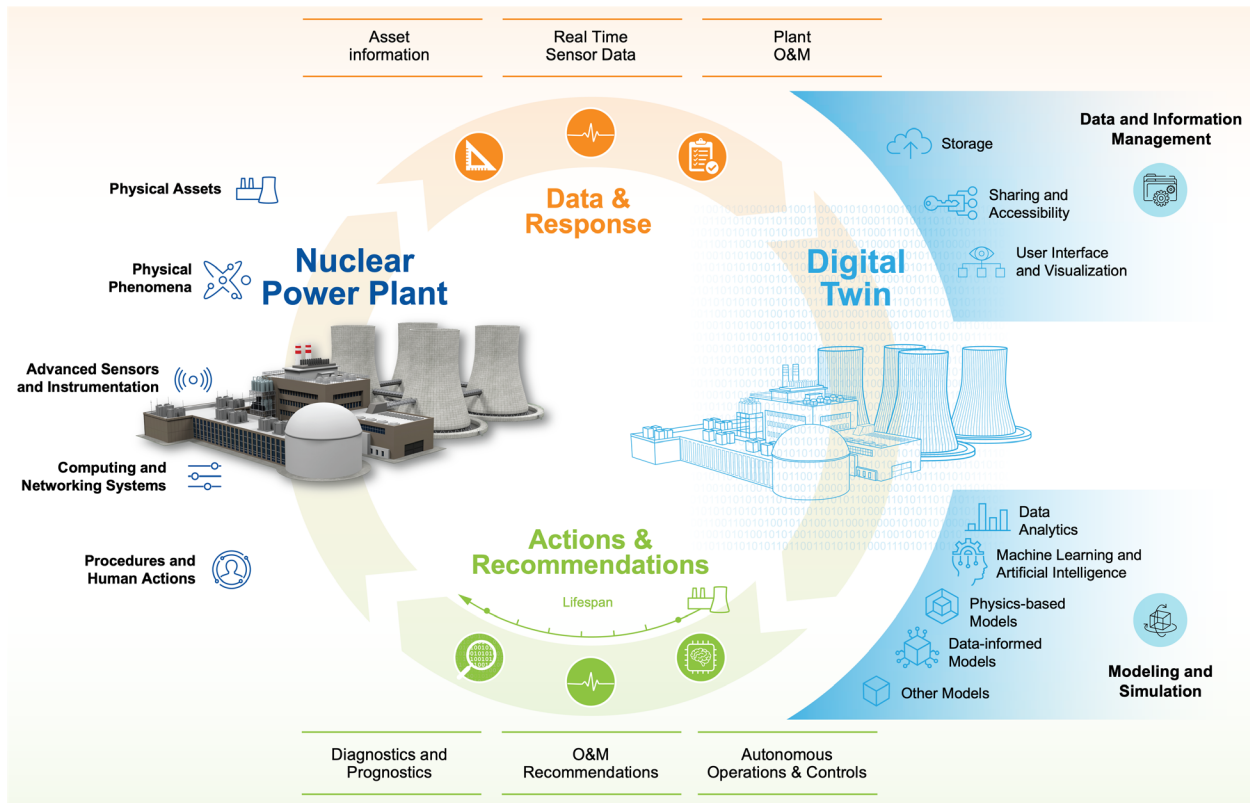 Asset
information
Real Time
Sensor Data
Plant
O&M
Data &
Response
Physical Assets
Physical
Phenomena
Advanced Sensors
and Instrumentation
Computing and
Networking Systems
Procedures and
Human Actions
Nuclear
Power Plant
Digital
Twin
Storage
Sharing and
Accessibility
User Interface
and Visualization
Data and Information
Management
Data
Analytics
Machine Learning and
Artificial Intelligence
Physics-based
Models
Data-informed
Models
Other Models
Modeling and
Simulation
Actions &
Recommendations
Lifespan
Diagnostics and
Prognostics
O&M
Recommendations
Autonomous
Operations & Controls